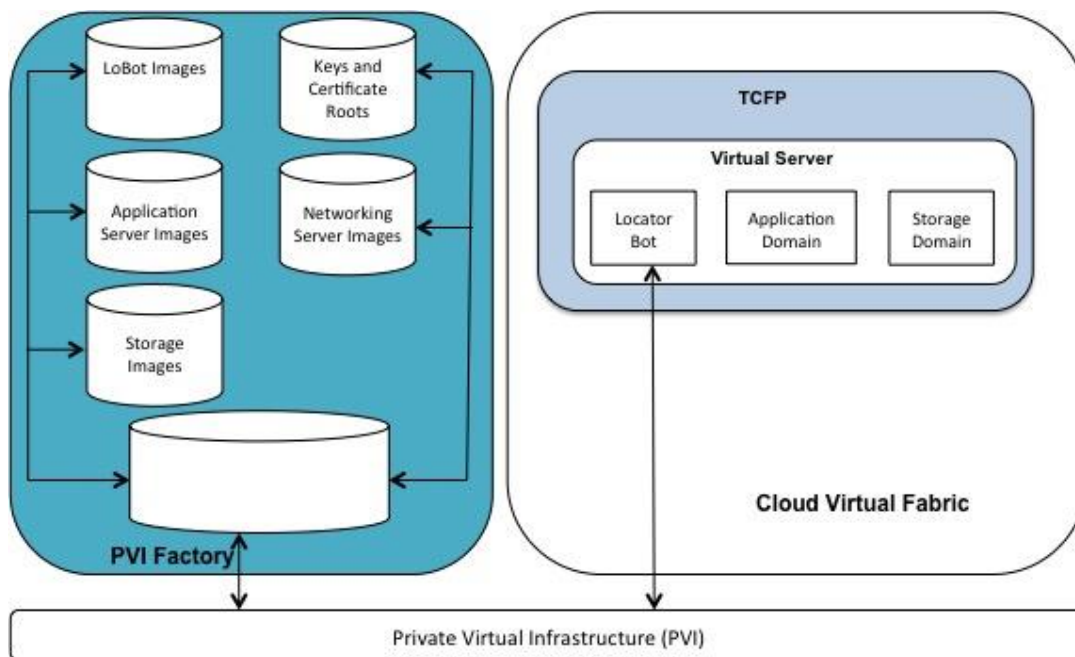 LoBot Images
Keys and
Certificate
Roots
Application
Server Images
Networking
Server Images
Storage
Images
PVI Factory
TCFP
Virtual Server
Locator
Bot
Application
Domain
Storage
Domain
Cloud Virtual Fabric
Private Virtual Infrastructure (PVI)